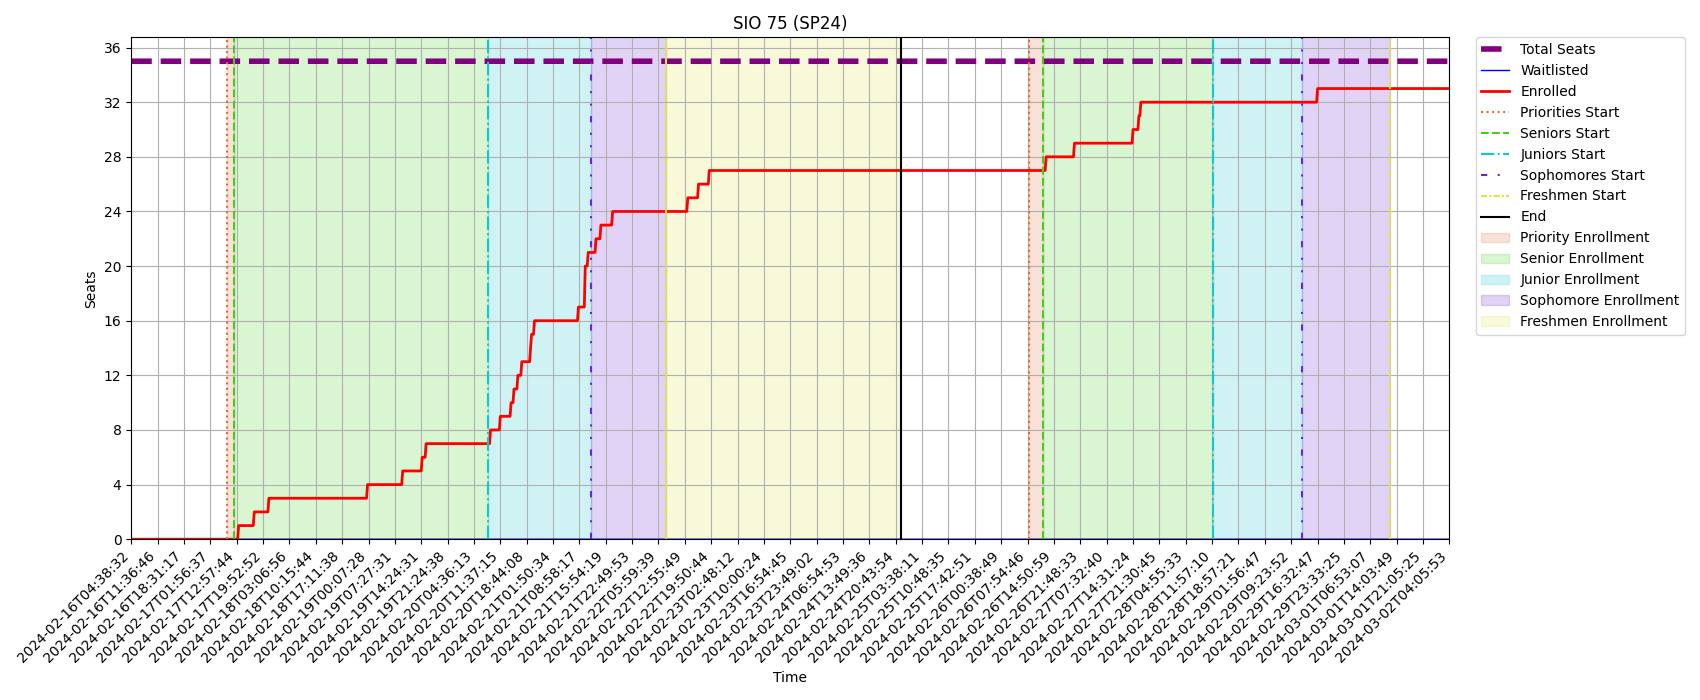 SIO 75 (SP24)
Seats
36
32
28
24
20
16
12
8
4
0
2024-02-16T04:38:32
2024-02-16T11:36:46
2024-02-16T18:31:17
2024-02-17T01:56:37
2024-02-17T12:57:44
2024-02-17T19:52:52
2024-02-18T03:06:56
2024-02-18T10:15:44
2024-02-18T17:11:38
2024-02-19T00:07:28
2024-02-19T07:27:31
2024-02-19T14:24:31
2024-02-19T21:24:38
2024-02-20T04:36:13
2024-02-20T11:37:15
2024-02-20T18:44:08
2024-02-21T01:50:34
2024-02-21T08:58:17
2024-02-21T15:54:19
2024-02-21T22:49:53
2024-02-22T05:59:39
2024-02-22T12:55:49
2024-02-22T19:50:44
2024-02-23T02:48:12
2024-02-23T10:00:24
2024-02-23T16:54:45
2024-02-23T23:49:02
2024-02-24T06:54:53
2024-02-24T13:49:36
2024-02-24T20:43:54
2024-02-25T03:38:11
2024-02-25T10:48:35
2024-02-25T17:42:51
2024-02-26T00:38:49
2024-02-26T07:54:46
2024-02-26T14:50:59
2024-02-26T21:48:33
2024-02-27T07:32:40
2024-02-27T14:31:24
2024-02-27T21:30:45
2024-02-28T04:55:33
2024-02-28T11:57:10
2024-02-28T18:57:21
2024-02-29T01:56:47
2024-02-29T09:23:52
2024-02-29T16:32:47
2024-02-29T23:33:25
2024-03-01T06:53:07
2024-03-01T14:03:49
2024-03-01T21:05:25
2024-03-02T04:05:53
Time
Total Seats
Waitlisted
Enrolled
Priorities Start
Seniors Start
Juniors Start
Sophomores Start
Freshmen Start
End
Priority Enrollment
Senior Enrollment
Junior Enrollment
Sophomore Enrollment
Freshmen Enrollment